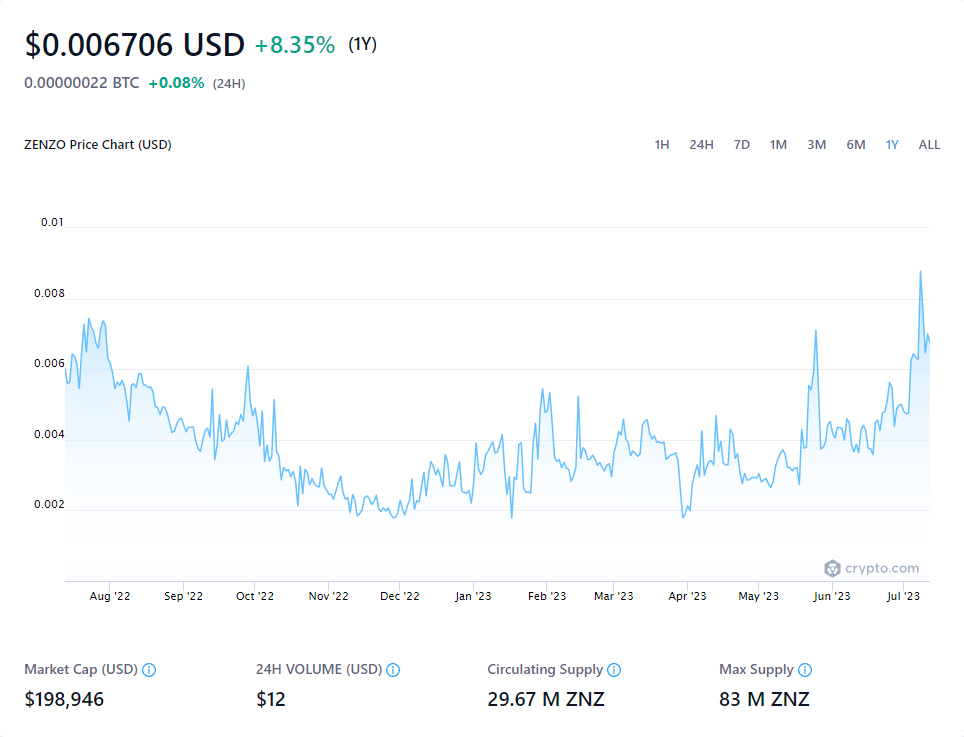 $0.006706 USD +8.35% (1Y)
0.00000022 BTC +0.08% (24H)
ZENZO Price Chart (USD) 1H 24H 7D 1M 3M 6M 1Y ALL
0.01
0.008
0.006
0.004
0.002
crypto.com
Aug '22 Sep '22 Oct '22 Nov '22 Dec '22 Jan '23 Feb '23 Mar '23 Apr '23 May '23 Jun '23 Jul '23
Market Cap (USD) 24H VOLUME (USD) Circulating Supply Max Supply
$198,946 $12 29.67 M ZNZ 83 M ZNZ